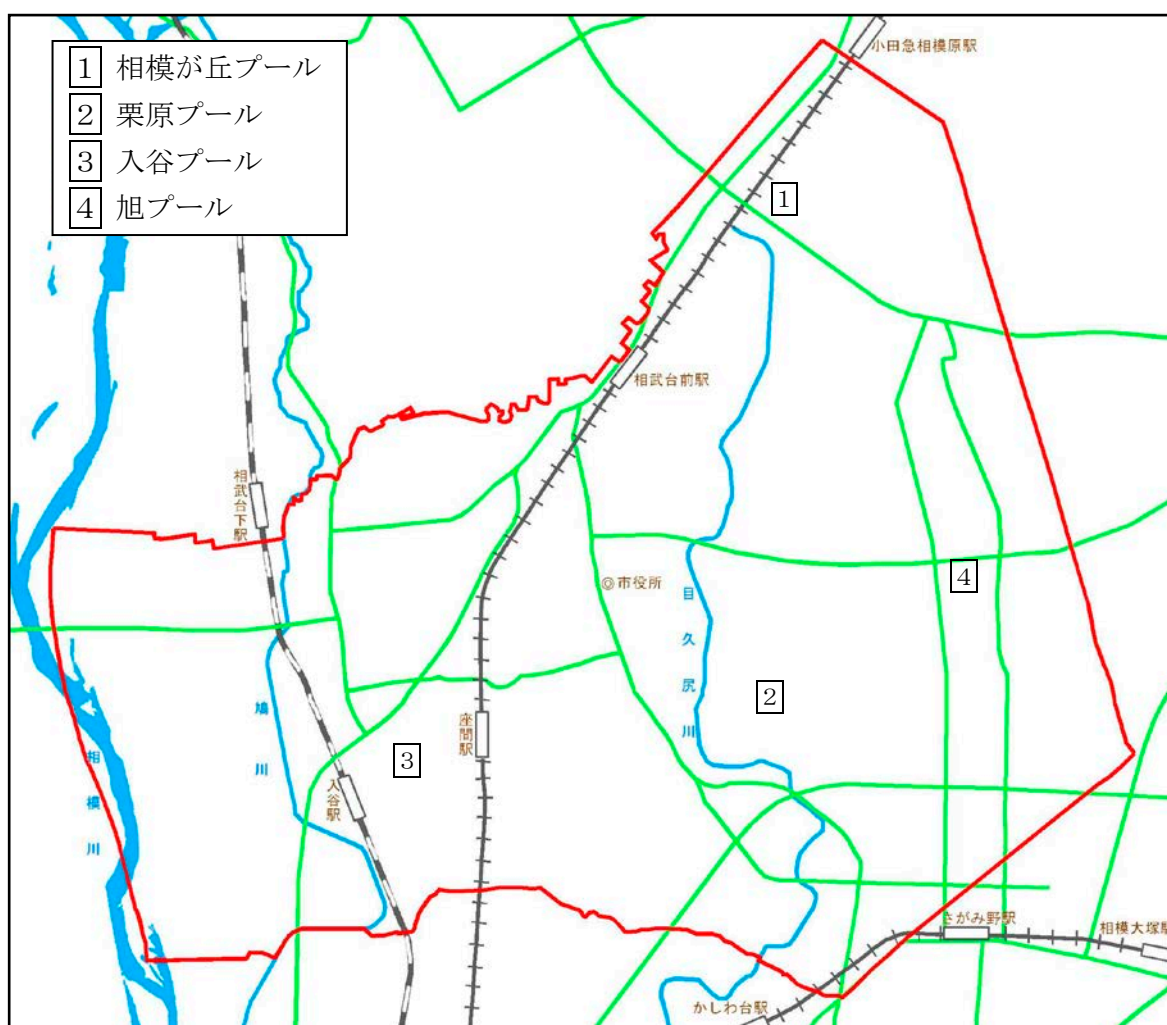 1 相模が丘プール
2 栗原プール
3 入谷プール
4 旭プール
小田急相模原駅
1
相武台前駅
相武台下駅
4
◎市役所
目久尻川
2
鳩川
座間駅
3
相模川
入谷駅
さがみ野駅
相模大塚駅
かしわ台駅